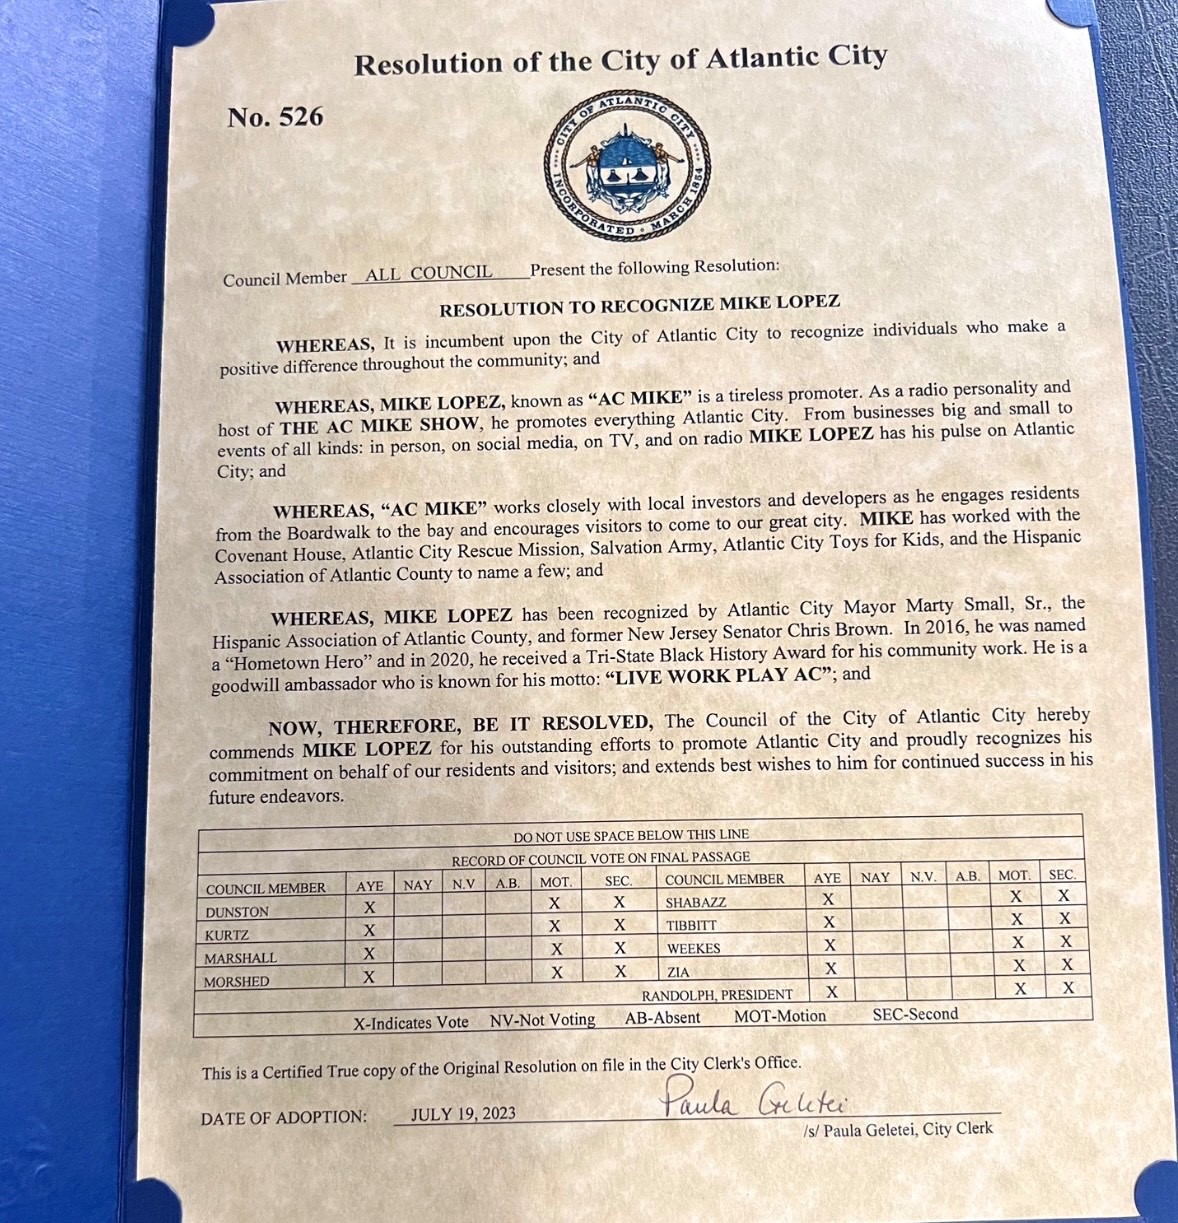 Resolution of the City of Atlantic City
No. 526
CITY OF ATLANTIC CITY
INCORPORATED • MARCH 1854
Council Member ALL COUNCIL Present the following Resolution:
RESOLUTION TO RECOGNIZE MIKE LOPEZ
WHEREAS, It is incumbent upon the City of Atlantic City to recognize individuals who make a
positive difference throughout the community; and
WHEREAS, MIKE LOPEZ, known as “AC MIKE” is a tireless promoter. As a radio personality and
host of THE AC MIKE SHOW, he promotes everything Atlantic City. From businesses big and small to
events of all kinds: in person, on social media, on TV, and on radio MIKE LOPEZ has his pulse on Atlantic
City; and
WHEREAS, “AC MIKE” works closely with local investors and developers as he engages residents
from the Boardwalk to the bay and encourages visitors to come to our great city. MIKE has worked with the
Covenant House, Atlantic City Rescue Mission, Salvation Army, Atlantic City Toys for Kids, and the Hispanic
Association of Atlantic County to name a few; and
WHEREAS, MIKE LOPEZ has been recognized by Atlantic City Mayor Marty Small, Sr., the
Hispanic Association of Atlantic County, and former New Jersey Senator Chris Brown. In 2016, he was named
a “Hometown Hero” and in 2020, he received a Tri-State Black History Award for his community work. He is a
goodwill ambassador who is known for his motto: “LIVE WORK PLAY AC”; and
NOW, THEREFORE, BE IT RESOLVED, The Council of the City of Atlantic City hereby
commends MIKE LOPEZ for his outstanding efforts to promote Atlantic City and proudly recognizes his
commitment on behalf of our residents and visitors; and extends best wishes to him for continued success in his
future endeavors.
DO NOT USE SPACE BELOW THIS LINE
RECORD OF COUNCIL VOTE ON FINAL PASSAGE
COUNCIL MEMBER AYE NAY N.V A.B. MOT. SEC. COUNCIL MEMBER AYE NAY N.V. A.B. MOT. SEC.
DUNSTON X X X SHABAZZ X X X
KURTZ X X X TIBBITT X X X
MARSHALL X X X WEEKES X X X
MORSHED X X X ZIA X X X
RANDOLPH, PRESIDENT X X X
X-Indicates Vote NV-Not Voting AB-Absent MOT-Motion SEC-Second
This is a Certified True copy of the Original Resolution on file in the City Clerk's Office.
Paula Geletei
DATE OF ADOPTION: JULY 19, 2023
/s/ Paula Geletei, City Clerk